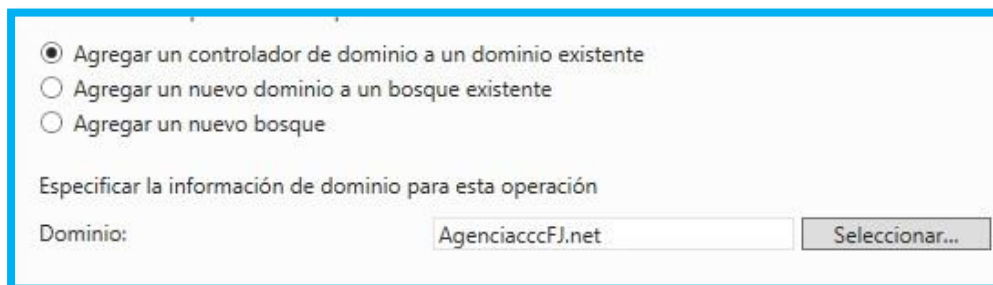 Agregar un controlador de dominio a un dominio existente
Agregar un nuevo dominio a un bosque existente
Agregar un nuevo bosque
Especificar la información de dominio para esta operación
Dominio: AgenciacccFJ.net Seleccionar...